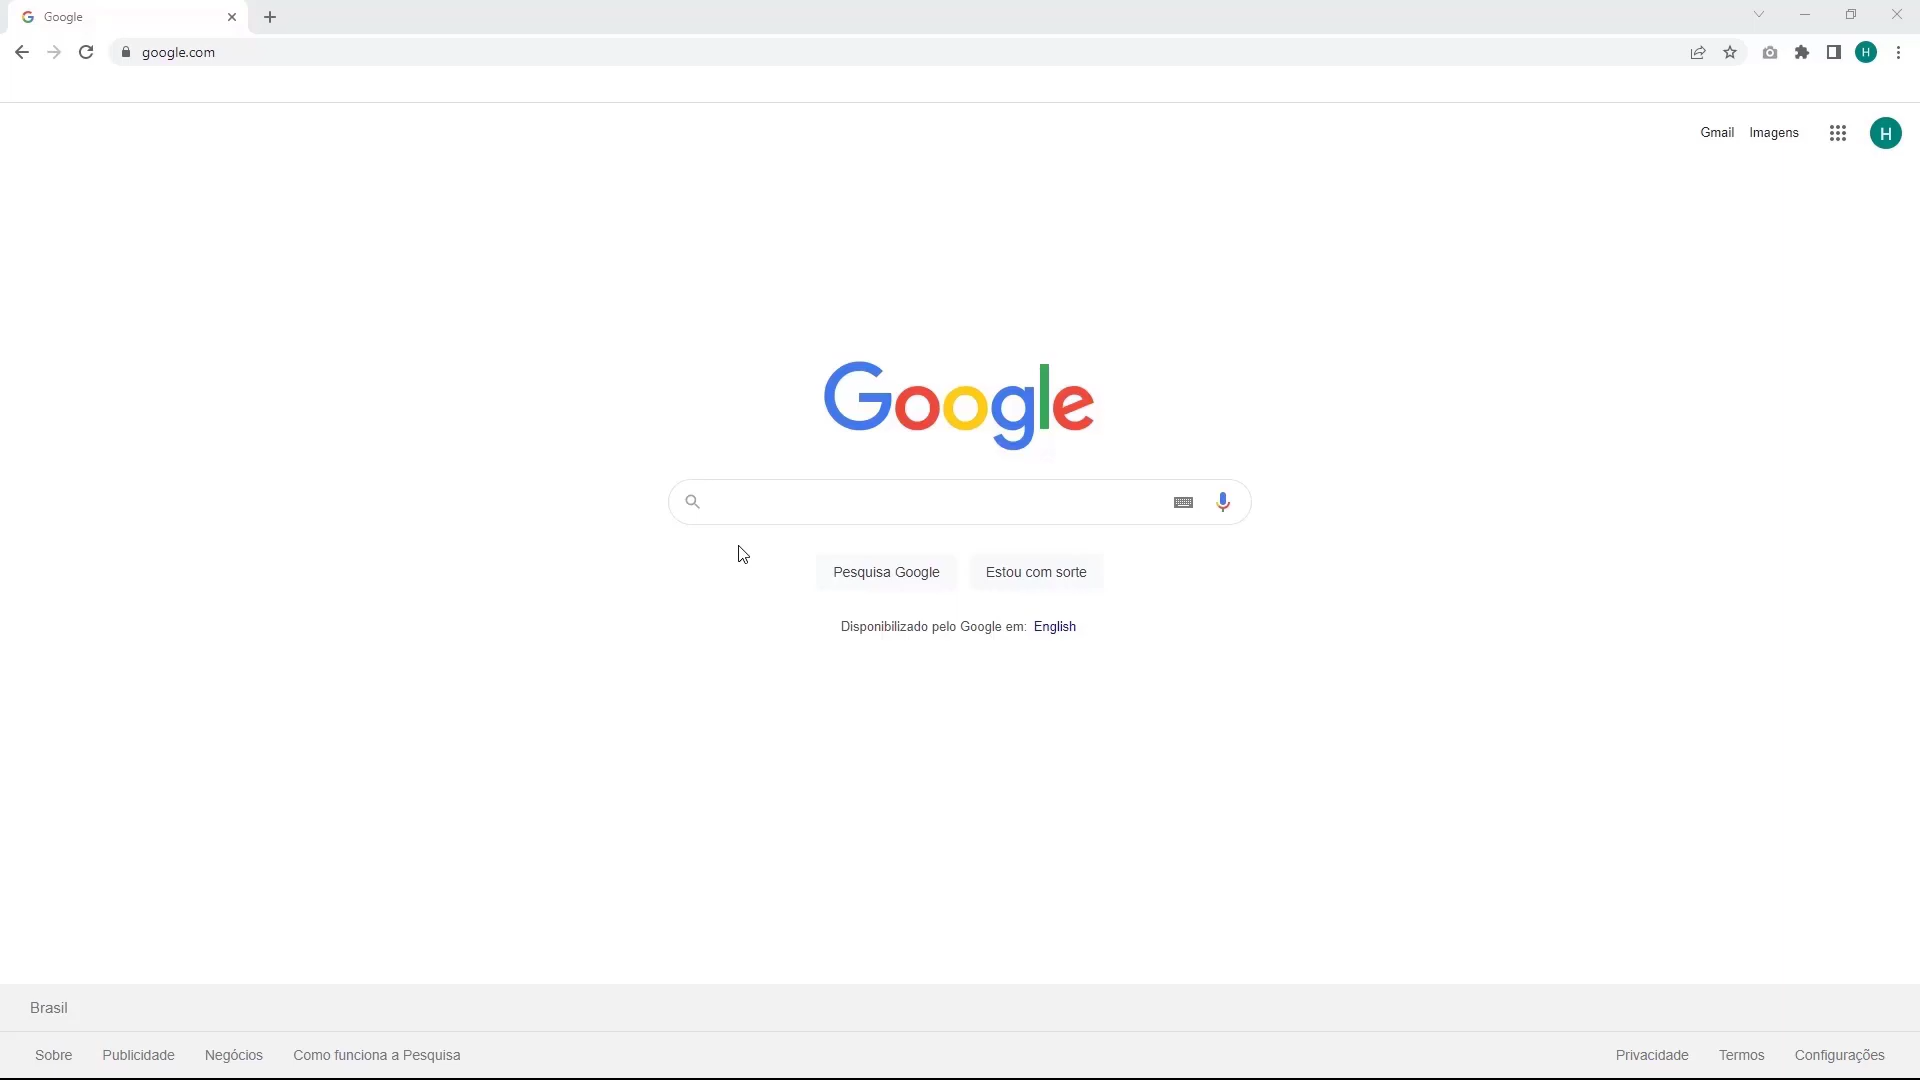 Google
google.com
H
Gmail Imagens
H
Google
Pesquisa Google Estou com sorte
Disponibilizado pelo Google em: English
Brasil
Sobre Publicidade Negócios Como funciona a Pesquisa Privacidade Termos Configurações